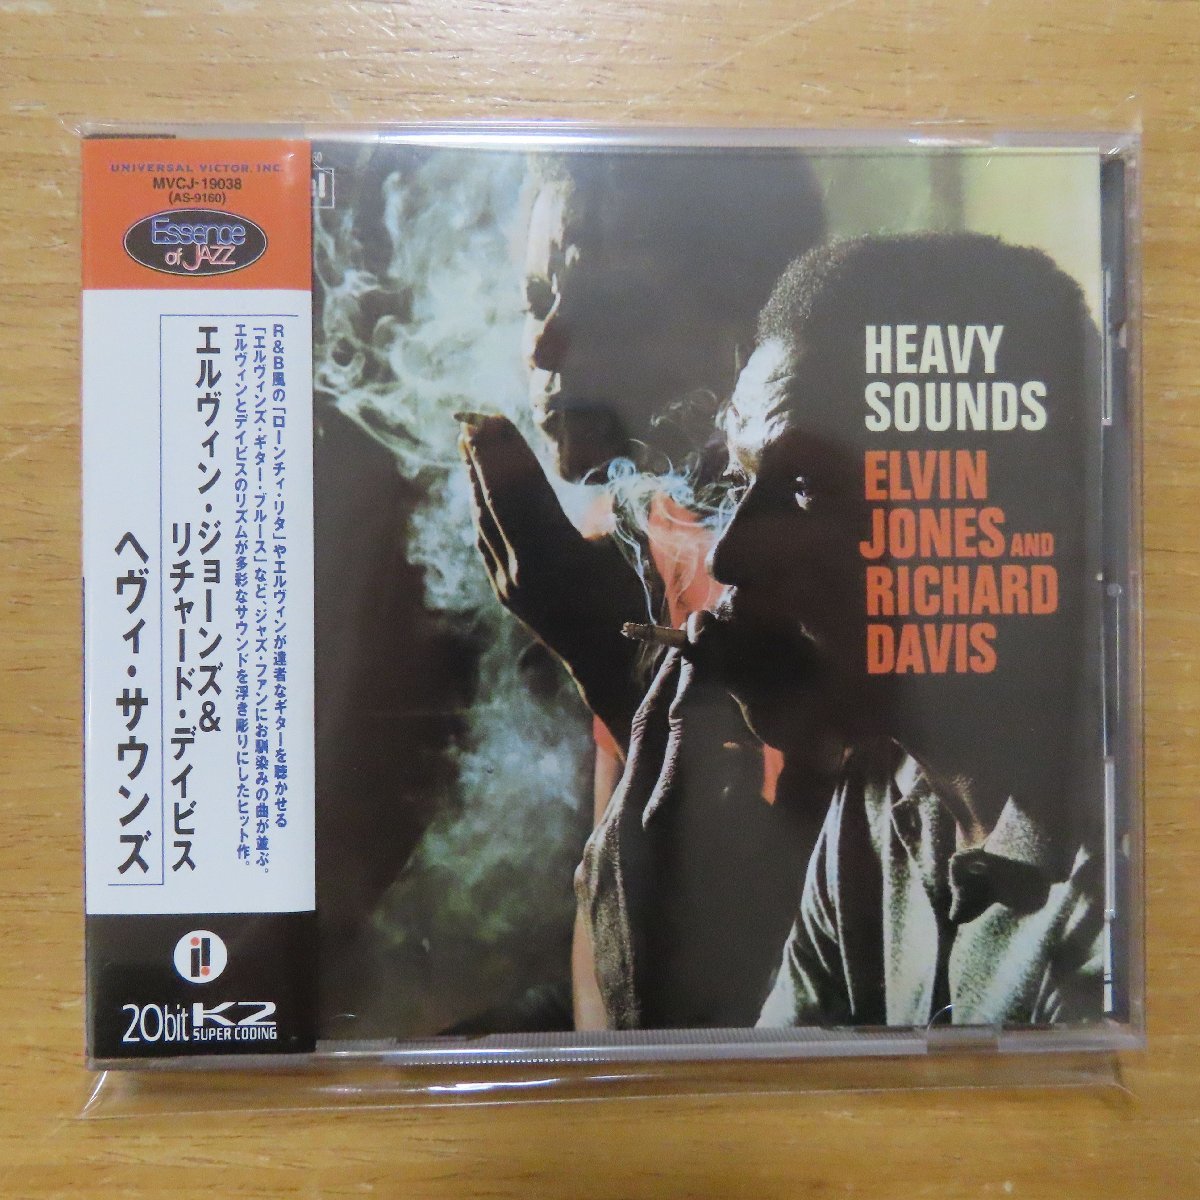 UNIVERSAL VICTOR, INC.
MVCJ-19038
(AS-9160)
Essence
of JAZZ
R&B風の「ローンチィ・リタ」やエルヴィンが達者なギターを聴かせる
「エルヴィンズ・ギター・ブルース」など、ジャズ・ファンにお馴染みの曲が並ぶ。
エルヴィンとデイビスのリズムが多彩なサウンドを浮き彫りにしたヒット作。
エルヴィン・ジョーンズ&
リチャード・デイビス
ヘヴィ・サウンズ
i!
20bit K2
SUPER CODING
HEAVY
SOUNDS
ELVIN
JONES AND
RICHARD
DAVIS